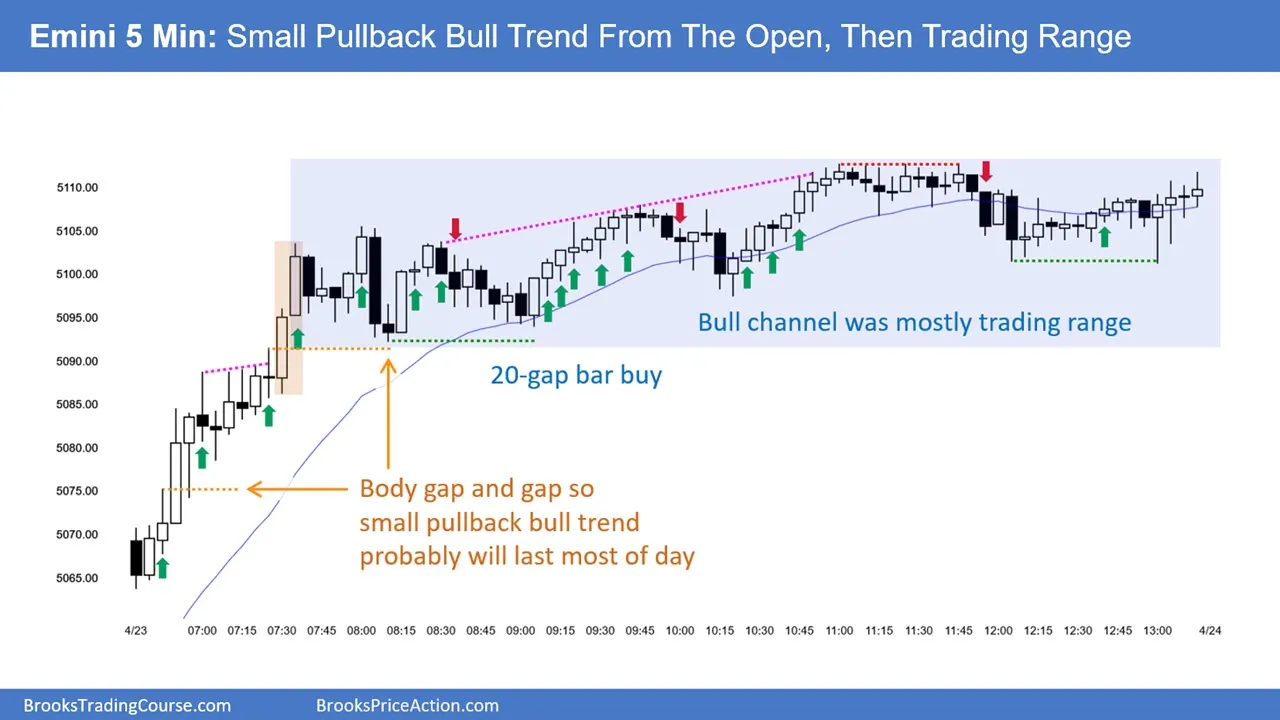 Emini 5 Min: Small Pullback Bull Trend From The Open, Then Trading Range
5110.00
5105.00
5100.00
5095.00
5090.00
5085.00
5080.00
5075.00
5070.00
5065.00
Bull channel was mostly trading range
20-gap bar buy
Body gap and gap so
small pullback bull trend
probably will last most of day
4/23 07:00 07:15 07:30 07:45 08:00 08:15 08:30 08:45 09:00 09:15 09:30 09:45 10:00 10:15 10:30 10:45 11:00 11:15 11:30 11:45 12:00 12:15 12:30 12:45 13:00 4/24
BrooksTradingCourse.com BrooksPriceAction.com